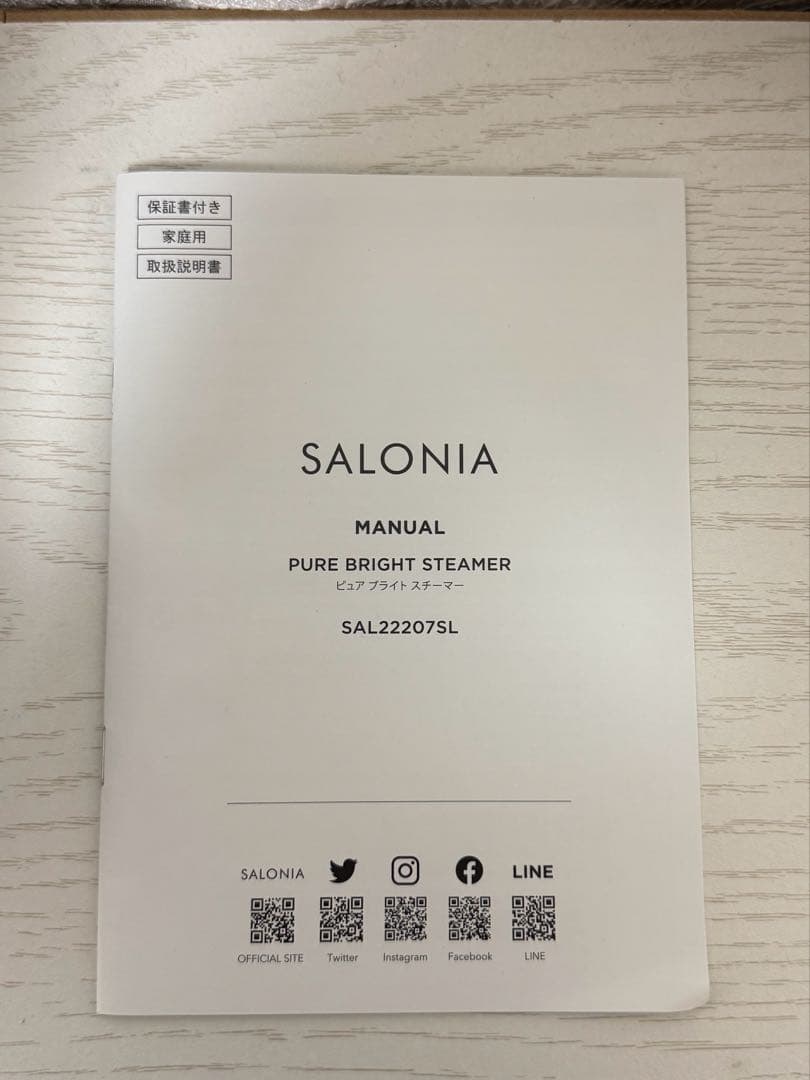 保証書付き
家庭用
取扱説明書
SALONIA
MANUAL
PURE BRIGHT STEAMER
ピュア ブライト スチーマー
SAL22207SL
SALONIA LINE
OFFICIAL SITE Twitter Instagram Facebook LINE